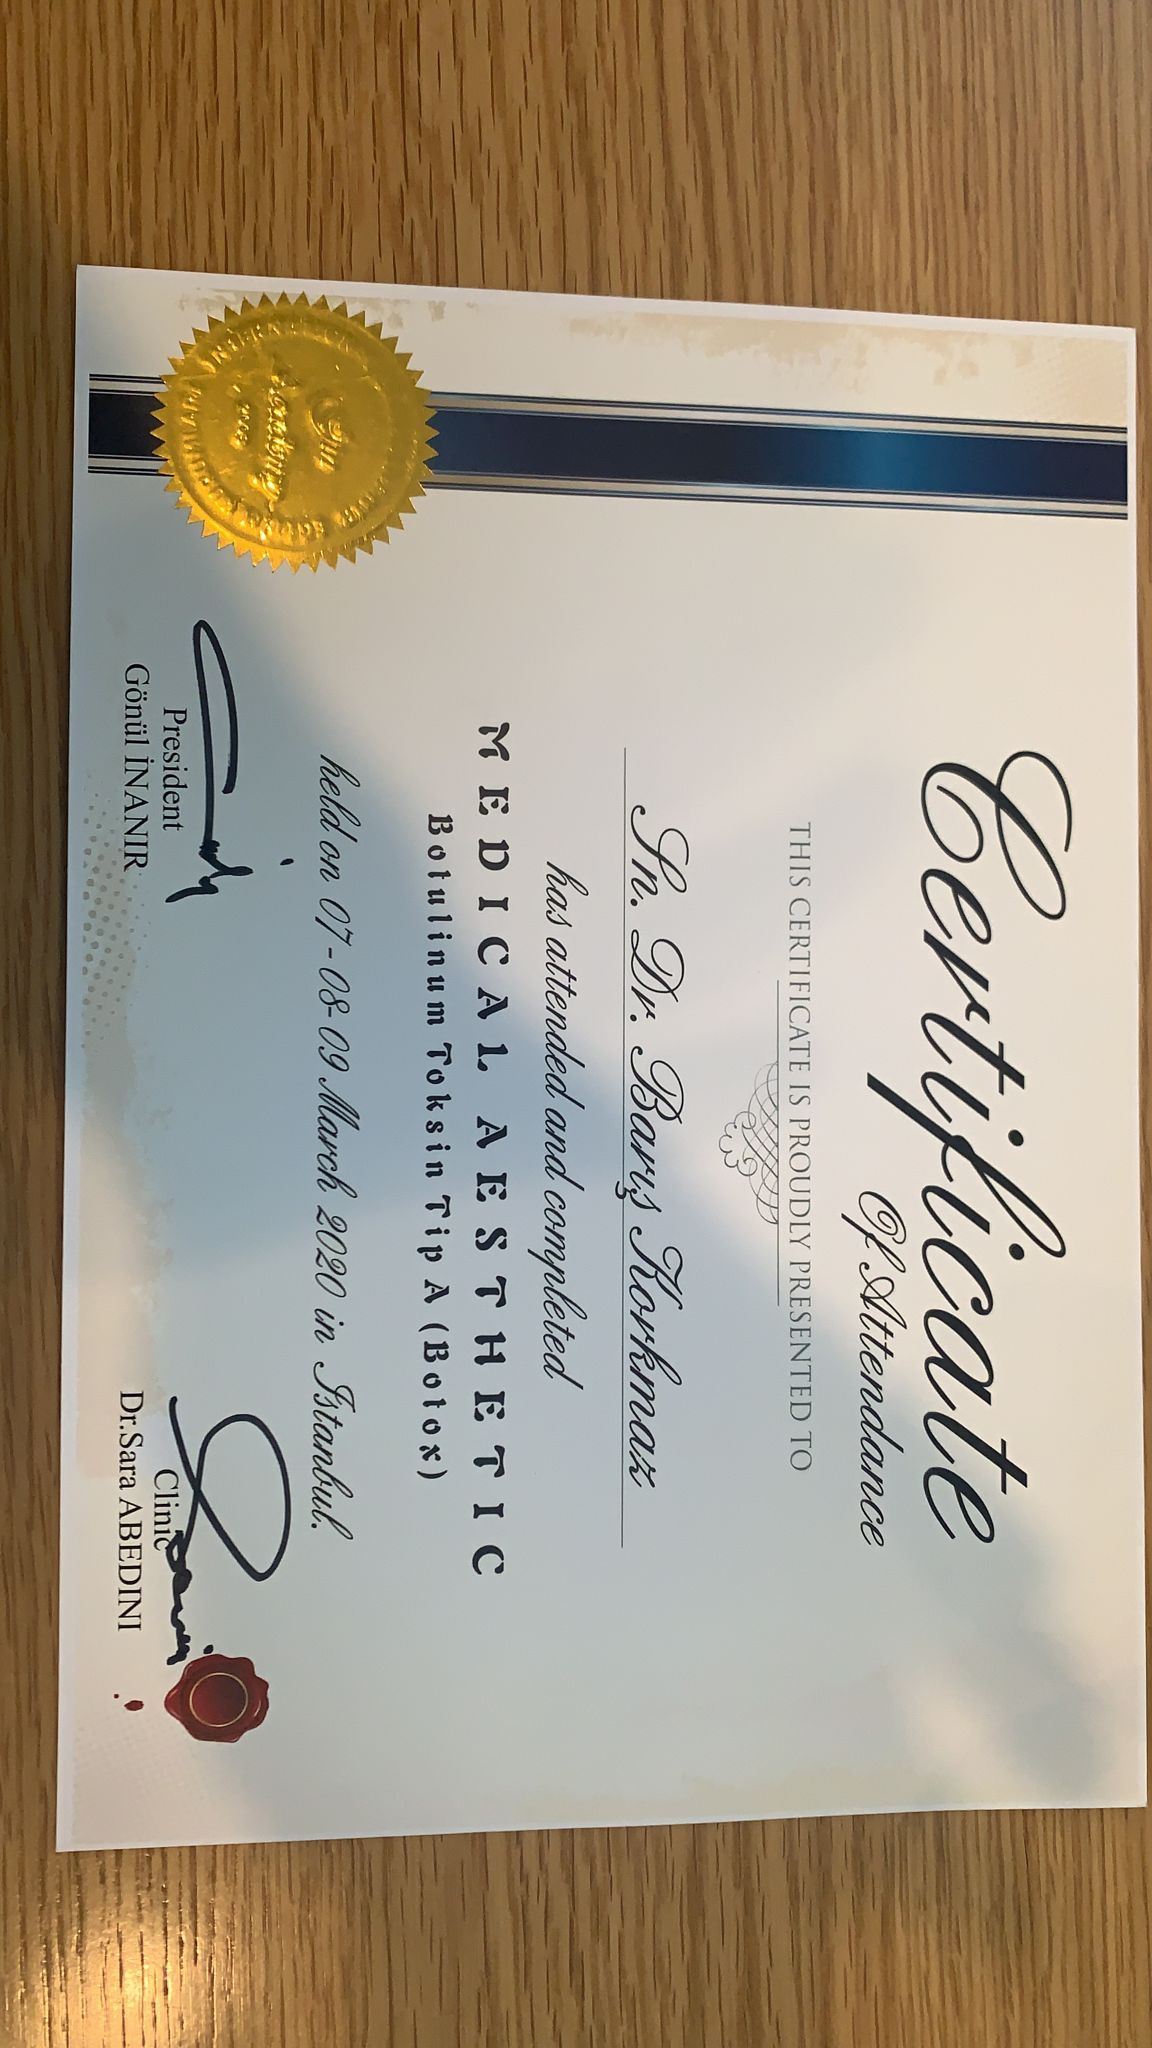 Certificate
Of Attendance
THIS CERTIFICATE IS PROUDLY PRESENTED TO
Sn. Dr. Barış Korkmaz
has attended and completed
MEDICAL AESTHETIC
Botulinum Toksin Tip A (Botox)
held on 07-08-09 March 2020 in İstanbul.
President
Gönül İNANIR
Clinic
Dr.Sara ABEDINI